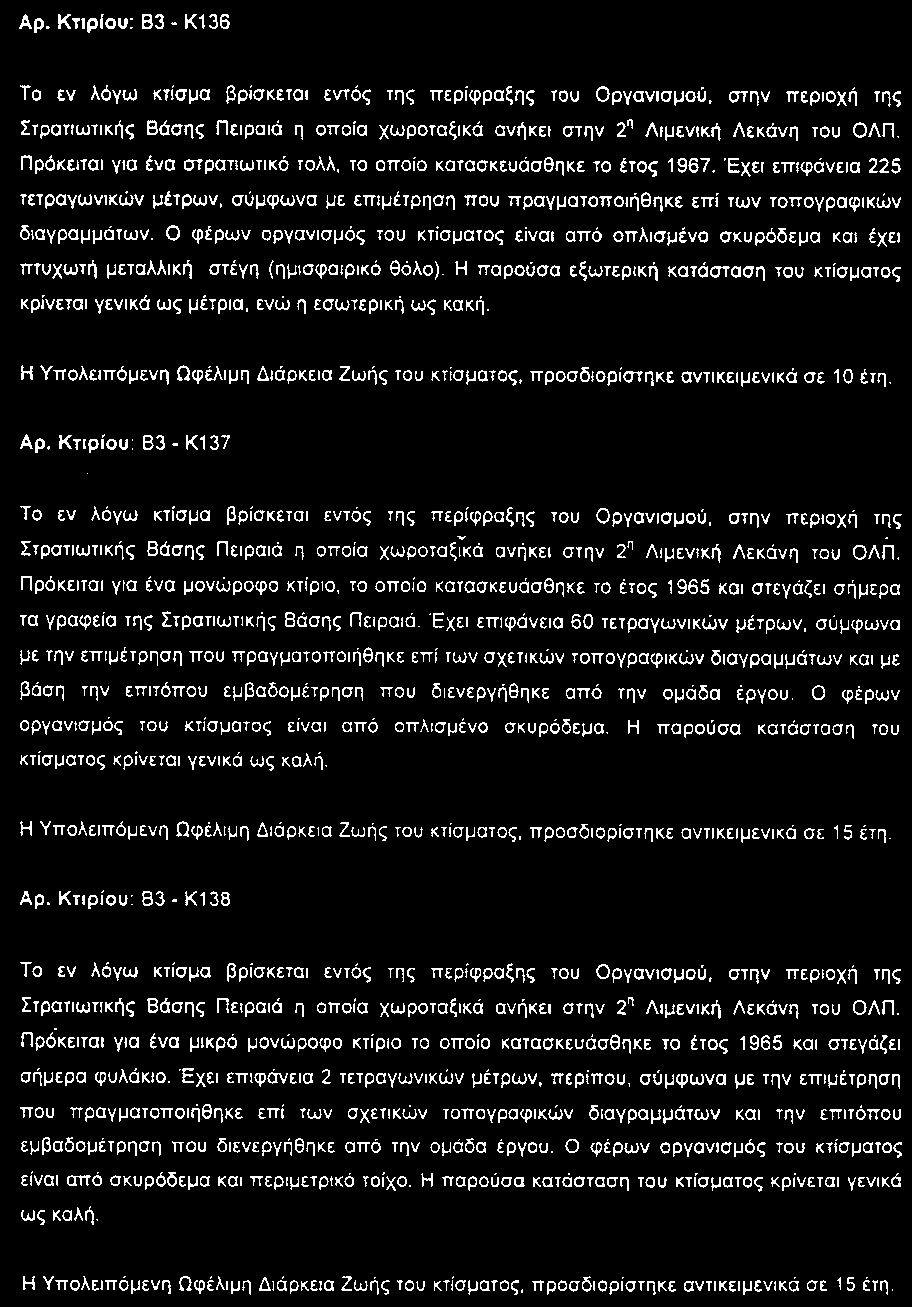 Αρ. Κτιρίου: Β3 - Κ136
Το εν λόγω κτίσμα βρίσκεται εντός της περίφραξης του Οργανισμού, στην περιοχή της
Στρατιωτικής Βάσης Πειραιά η οποία χωροταξικά ανήκει στην 2η Λιμενική Λεκάνη του ΟΛΠ.
Πρόκειται για ένα στρατιωτικό τολλ, το οποίο κατασκευάσθηκε το έτος 1967. Έχει επιφάνεια 225
τετραγωνικών μέτρων, σύμφωνα με επιμέτρηση που πραγματοποιήθηκε επί των τοπογραφικών
διαγραμμάτων. Ο φέρων οργανισμός του κτίσματος είναι από οπλισμένο σκυρόδεμα και έχει
πτυχωτή μεταλλική στέγη (ημισφαιρικό θόλο). Η παρούσα εξωτερική κατάσταση του κτίσματος
κρίνεται γενικά ως μέτρια, ενώ η εσωτερική ως κακή.
Η Υπολειπόμενη Ωφέλιμη Διάρκεια Ζωής του κτίσματος, προσδιορίστηκε αντικειμενικά σε 10 έτη.
Αρ. Κτιρίου: Β3 - Κ137
Το εν λόγω κτίσμα βρίσκεται εντός της περίφραξης του Οργανισμού, στην περιοχή της
Στρατιωτικής Βάσης Πειραιά η οποία χωροταξικά ανήκει στην 2η Λιμενική Λεκάνη του ΟΛΠ.
Πρόκειται για ένα μονώροφο κτίριο, το οποίο κατασκευάσθηκε το έτος 1965 και στεγάζει σήμερα
τα γραφεία της Στρατιωτικής Βάσης Πειραιά. Έχει επιφάνεια 60 τετραγωνικών μέτρων, σύμφωνα
με την επιμέτρηση που πραγματοποιήθηκε επί των σχετικών τοπογραφικών διαγραμμάτων και με
βάση την επιτόπου εμβαδομέτρηση που διενεργήθηκε από την ομάδα έργου. Ο φέρων
οργανισμός του κτίσματος είναι από οπλισμένο σκυρόδεμα. Η παρούσα κατάσταση του
κτίσματος κρίνεται γενικά ως καλή.
Η Υπολειπόμενη Ωφέλιμη Διάρκεια Ζωής του κτίσματος, προσδιορίστηκε αντικειμενικά σε 15 έτη.
Αρ. Κτιρίου: Β3 - Κ138
Το εν λόγω κτίσμα βρίσκεται εντός της περίφραξης του Οργανισμού, στην περιοχή της
Στρατιωτικής Βάσης Πειραιά η οποία χωροταξικά ανήκει στην 2η Λιμενική Λεκάνη του ΟΛΠ.
Πρόκειται για ένα μικρό μονώροφο κτίριο το οποίο κατασκευάσθηκε το έτος 1965 και στεγάζει
σήμερα φυλάκιο. Έχει επιφάνεια 2 τετραγωνικών μέτρων, περίπου, σύμφωνα με την επιμέτρηση
που πραγματοποιήθηκε επί των σχετικών τοπογραφικών διαγραμμάτων και την επιτόπου
εμβαδομέτρηση που διενεργήθηκε από την ομάδα έργου. Ο φέρων οργανισμός του κτίσματος
είναι από σκυρόδεμα και περιμετρικό τοίχο. Η παρούσα κατάσταση του κτίσματος κρίνεται γενικά
ως καλή.
Η Υπολειπόμενη Ωφέλιμη Διάρκεια Ζωής του κτίσματος, προσδιορίστηκε αντικειμενικά σε 15 έτη.